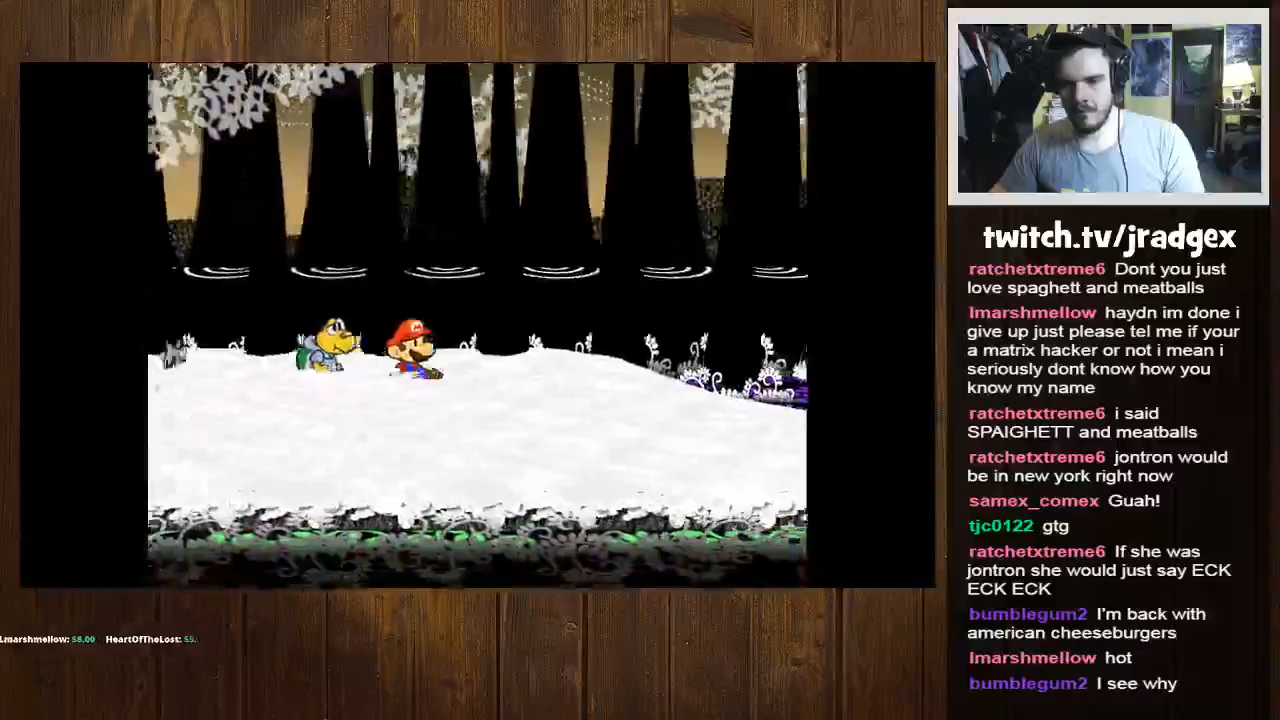 twitch.tv/jradgex
ratchetxtreme6 Dont you just
love spaghett and meatballs
lmarshmellow haydn im done i
give up just please tel me if your
a matrix hacker or not i mean i
seriously dont know how you
know my name
ratchetxtreme6 i said
SPAIGHETT and meatballs
ratchetxtreme6 jontron would
be in new york right now
samex_comex Guah!
tjc0122 gtg
ratchetxtreme6 If she was
jontron she would just say ECK
ECK ECK
bumblegum2 I'm back with
american cheeseburgers
lmarshmellow hot
bumblegum2 I see why
Lmarshmellow: $8.00 HeartOfTheLost: $5.